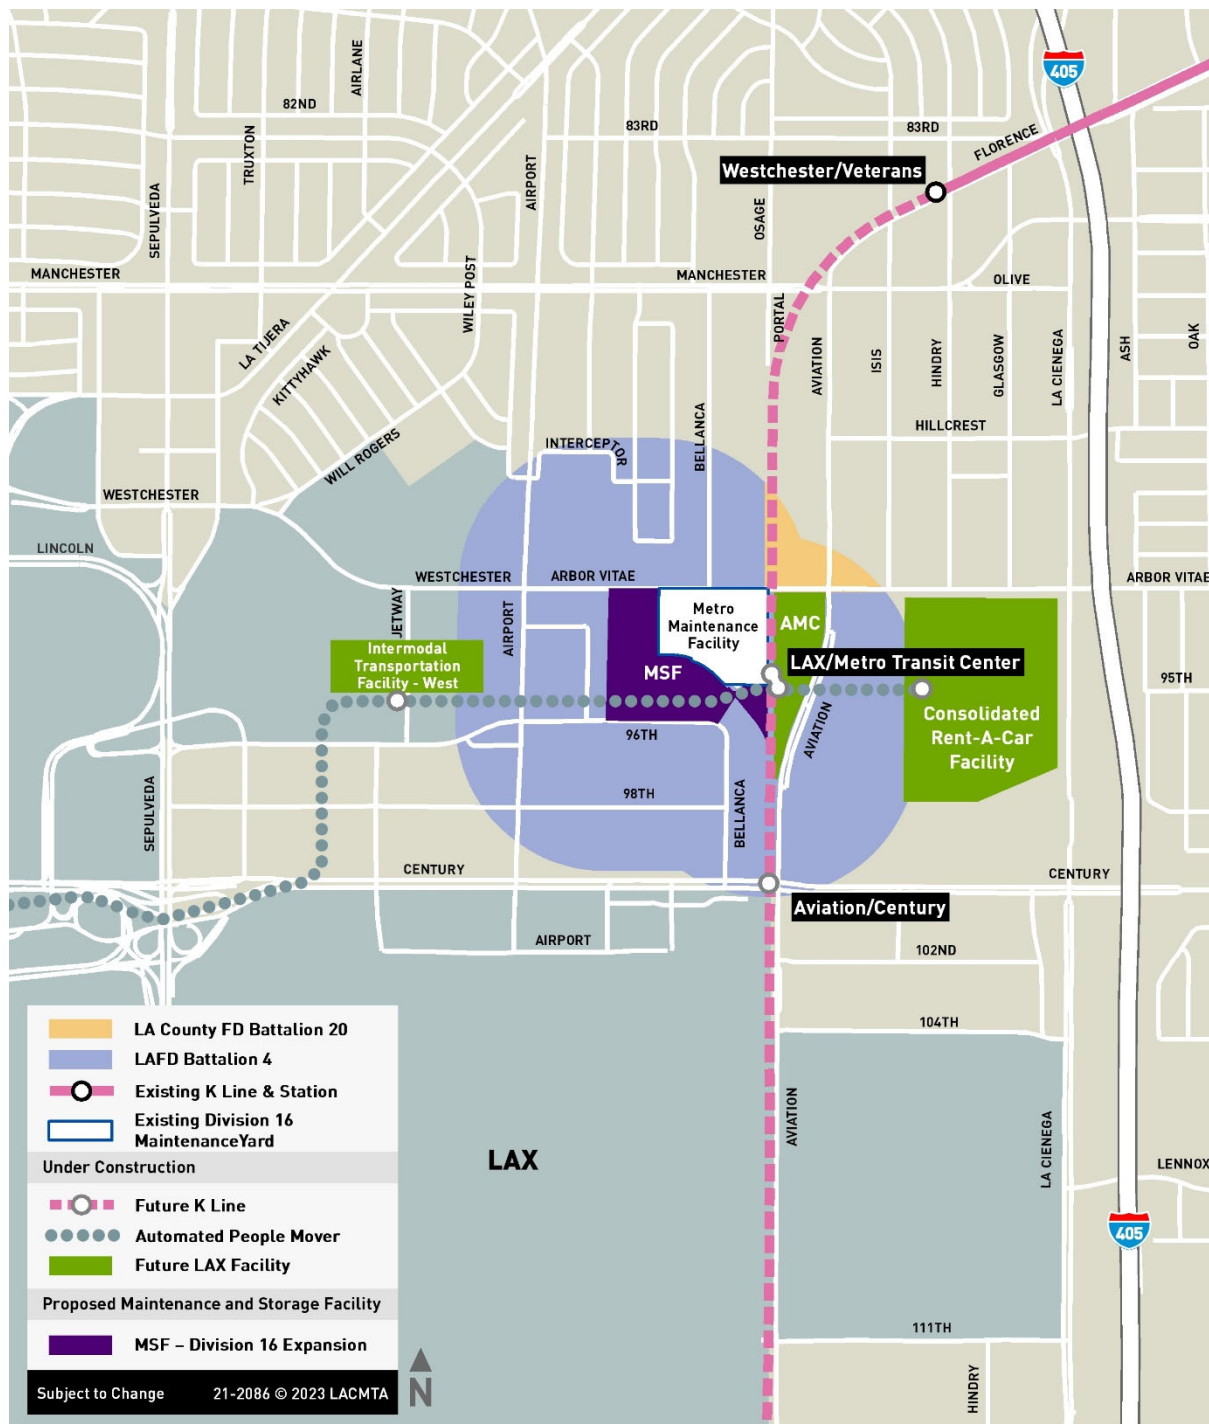 405
AIRLANE
82ND
83RD
83RD
FLORENCE
TRUXTON
AIRPORT
Westchester/Veterans
SEPULVEDA
OSAGE
MANCHESTER
MANCHESTER
OLIVE
WILEY POST
PORTAL
LA TIJERA
KITTYHAWK
AVIATION
ISIS
HINDRY
GLASGOW
LA CIENEGA
ASH
OAK
HILLCREST
INTERCEPTOR
BELLANCA
WILL ROGERS
WESTCHESTER
LINCOLN
WESTCHESTER
ARBOR VITAE
ARBOR VITAE
JETWAY
AIRPORT
Metro
Maintenance
Facility
AMC
Intermodal
Transportation
Facility - West
MSF
LAX/Metro Transit Center
95TH
Consolidated
Rent-A-Car
Facility
AVIATION
96TH
98TH
BELLANCA
SEPULVEDA
CENTURY
CENTURY
Aviation/Century
AIRPORT
102ND
104TH
AVIATION
LA CIENEGA
LAX
LENNOX
405
111TH
HINDRY
LA County FD Battalion 20
LAFD Battalion 4
Existing K Line & Station
Existing Division 16
MaintenanceYard
Under Construction
Future K Line
Automated People Mover
Future LAX Facility
Proposed Maintenance and Storage Facility
MSF – Division 16 Expansion
Subject to Change 21-2086 © 2023 LACMTA
N